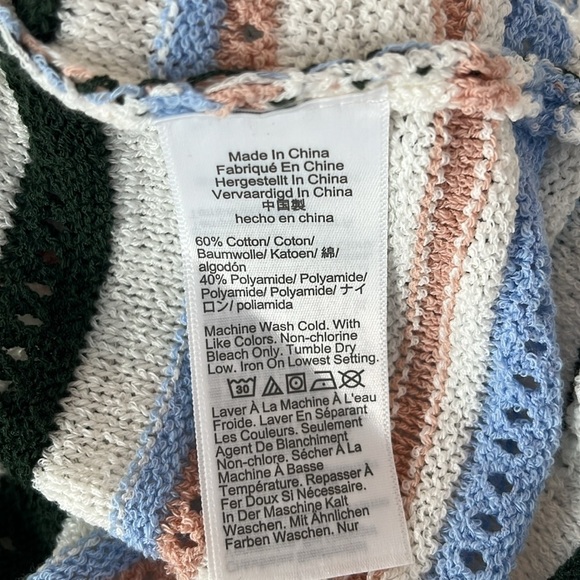 Made In China
Fabriqué En Chine
Hergestellt In China
Vervaardigd In China
中国製
hecho en china
60% Cotton/ Coton/
Baumwolle/ Katoen/ 綿/
algodón
40% Polyamide/ Polyamide/
Polyamide/ Polyamide/ ナイ
ロン/ poliamida
Machine Wash Cold. With
Like Colors. Non-chlorine
Bleach Only. Tumble Dry
Low. Iron On Lowest Setting.
30
Laver À La Machine À L'eau
Froide. Laver En Séparant
Les Couleurs. Seulement
Agent De Blanchiment
Non-chlore. Sécher À La
Machine À Basse
Température. Repasser À
Fer Doux Si Nécessaire.
In Der Maschine Kalt
Waschen. Mit Ähnlichen
Farben Waschen. Nur